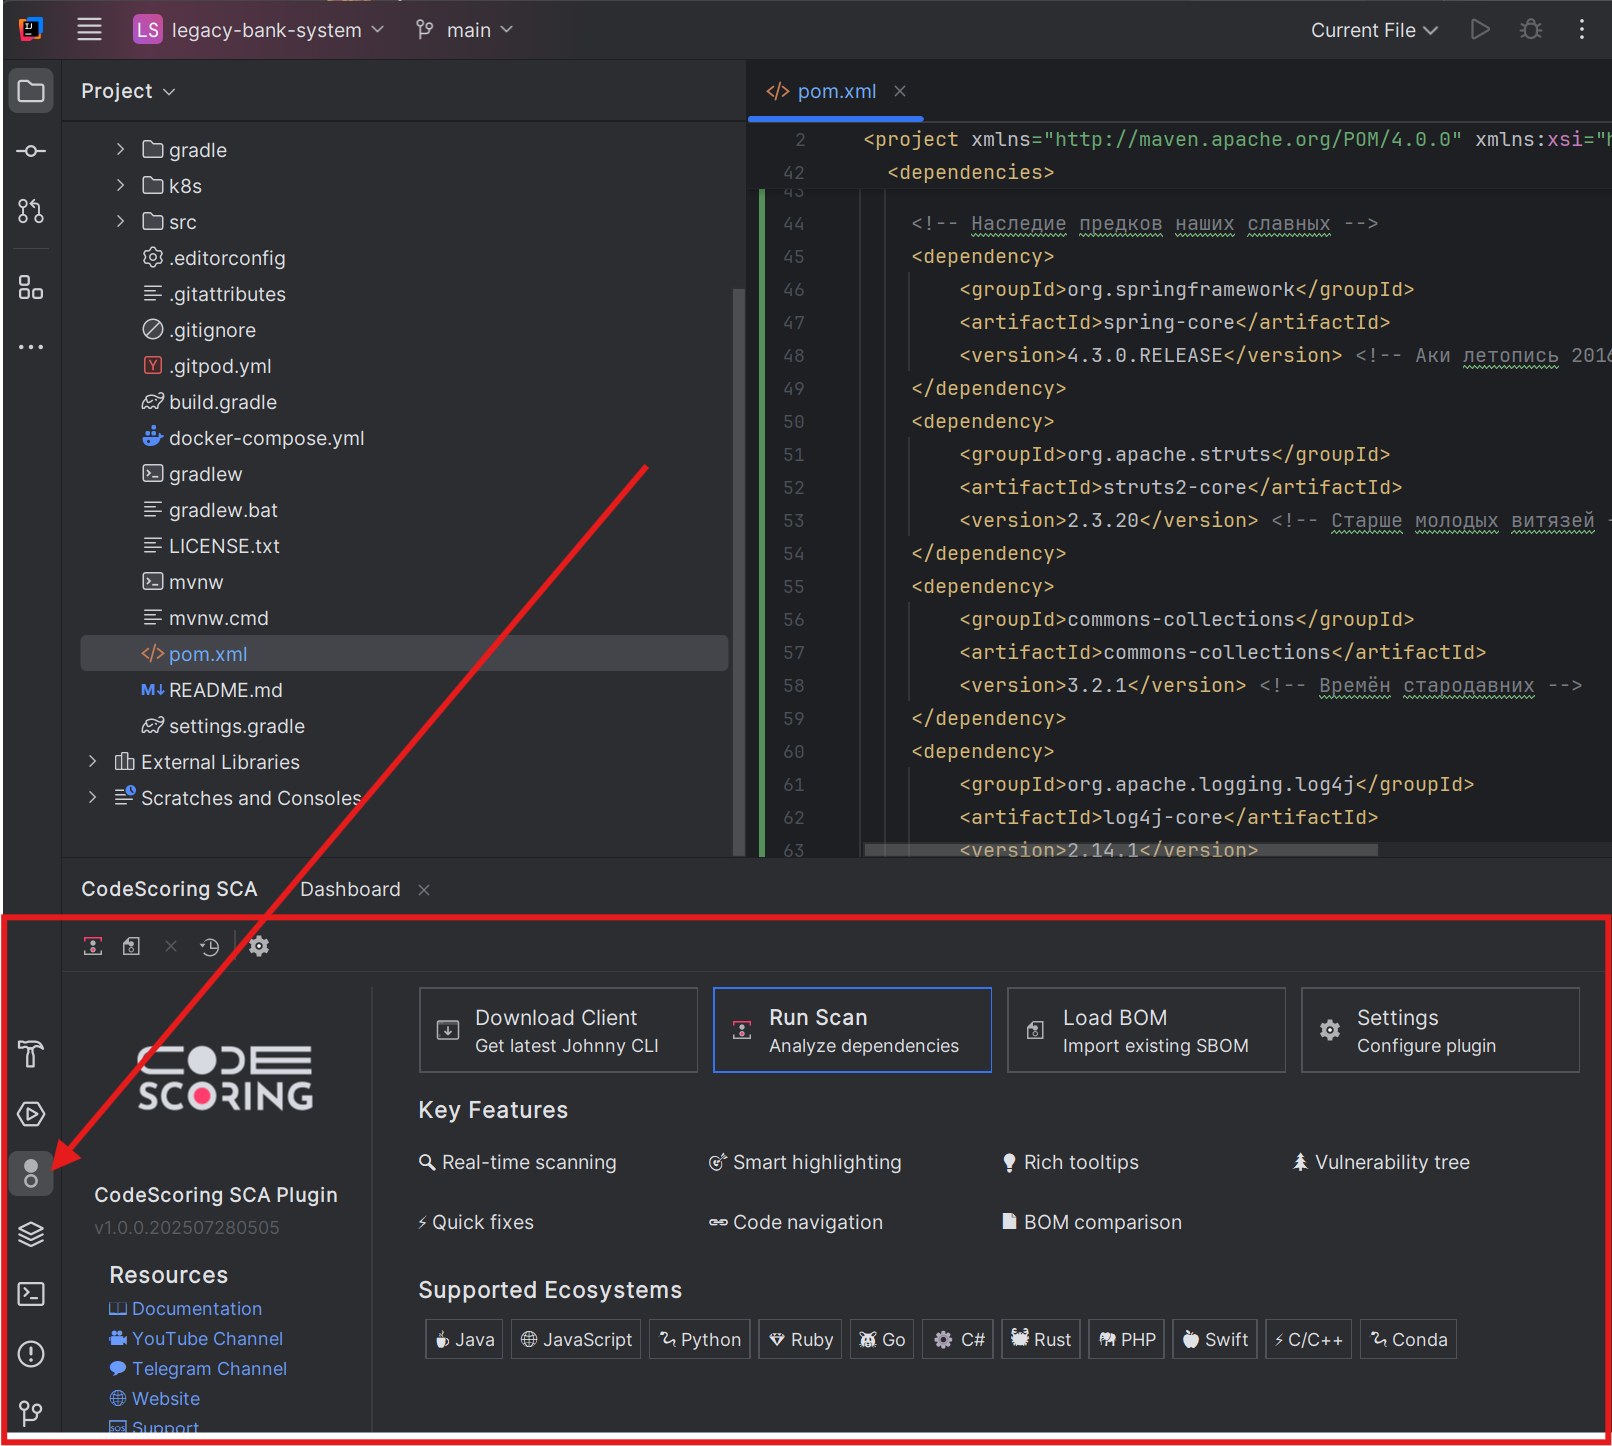 LS legacy-bank-system main Current File
Project
pom.xml
gradle
k8s
src
.editorconfig
.gitattributes
.gitignore
.gitpod.yml
build.gradle
docker-compose.yml
gradlew
gradlew.bat
LICENSE.txt
mvnw
mvnw.cmd
pom.xml
README.md
settings.gradle
External Libraries
Scratches and Consoles
2 <project xmlns="http://maven.apache.org/POM/4.0.0" xmlns:xsi="h
42 <dependencies>
43
44 <!-- Наследие предков наших славных -->
45 <dependency>
46 <groupId>org.springframework</groupId>
47 <artifactId>spring-core</artifactId>
48 <version>4.3.0.RELEASE</version> <!-- Аки летопись 2016
49 </dependency>
50 <dependency>
51 <groupId>org.apache.struts</groupId>
52 <artifactId>struts2-core</artifactId>
53 <version>2.3.20</version> <!-- Старше молодых витязей -
54 </dependency>
55 <dependency>
56 <groupId>commons-collections</groupId>
57 <artifactId>commons-collections</artifactId>
58 <version>3.2.1</version> <!-- Времён стародавних -->
59 </dependency>
60 <dependency>
61 <groupId>org.apache.logging.log4j</groupId>
62 <artifactId>log4j-core</artifactId>
63 <version>2.14.1</version>
CodeScoring SCA Dashboard
CODE
SCORING
CodeScoring SCA Plugin
v1.0.0.202507280505
Resources
Documentation
YouTube Channel
Telegram Channel
Website
Support
Download Client
Get latest Johnny CLI
Run Scan
Analyze dependencies
Load BOM
Import existing SBOM
Settings
Configure plugin
Key Features
Real-time scanning Smart highlighting Rich tooltips Vulnerability tree
Quick fixes Code navigation BOM comparison
Supported Ecosystems
Java JavaScript Python Ruby Go C# Rust PHP Swift C/C++ Conda